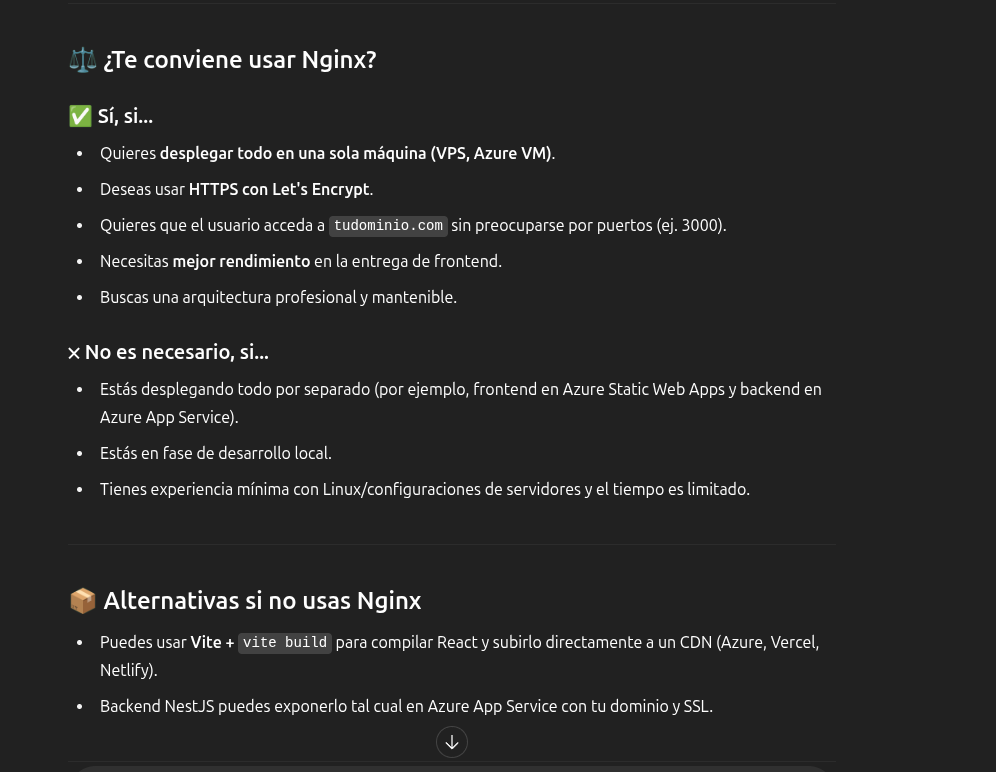 ⚖️ ¿Te conviene usar Nginx?
✅ Sí, si...
• Quieres desplegar todo en una sola máquina (VPS, Azure VM).
• Deseas usar HTTPS con Let's Encrypt.
• Quieres que el usuario acceda a tudominio.com sin preocuparse por puertos (ej. 3000).
• Necesitas mejor rendimiento en la entrega de frontend.
• Buscas una arquitectura profesional y mantenible.
❌ No es necesario, si...
• Estás desplegando todo por separado (por ejemplo, frontend en Azure Static Web Apps y backend en
Azure App Service).
• Estás en fase de desarrollo local.
• Tienes experiencia mínima con Linux/configuraciones de servidores y el tiempo es limitado.
📦 Alternativas si no usas Nginx
• Puedes usar Vite + vite build para compilar React y subirlo directamente a un CDN (Azure, Vercel,
Netlify).
• Backend NestJS puedes exponerlo tal cual en Azure App Service con tu dominio y SSL.